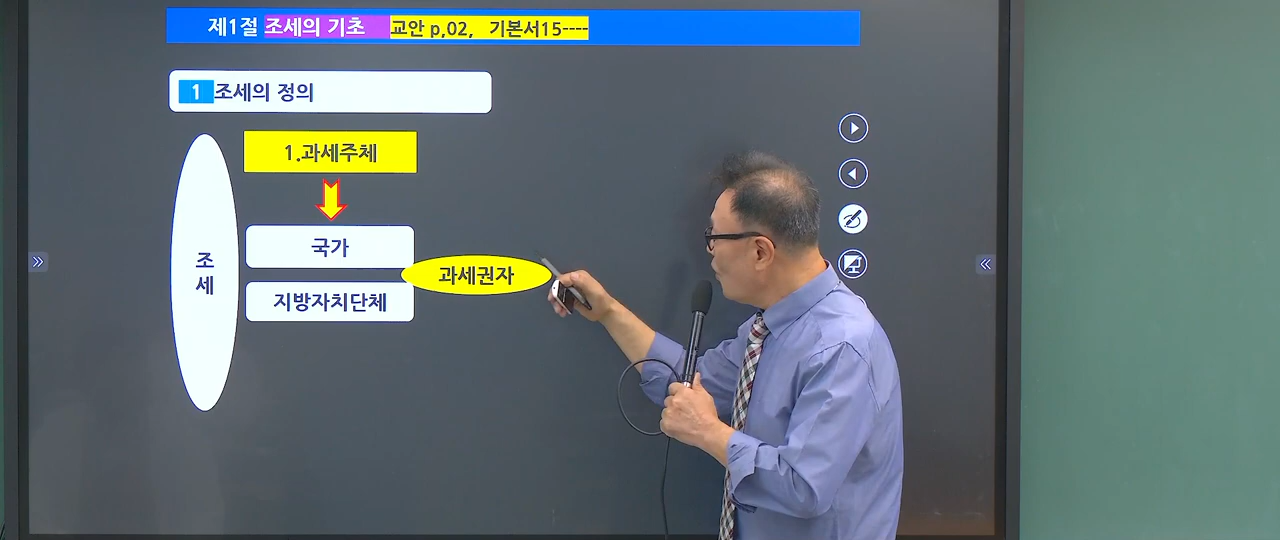 제1절 조세의 기초 교안 p,02, 기본서15----
1 조세의 정의
1.과세주체
조세
국가
과세권자
지방자치단체